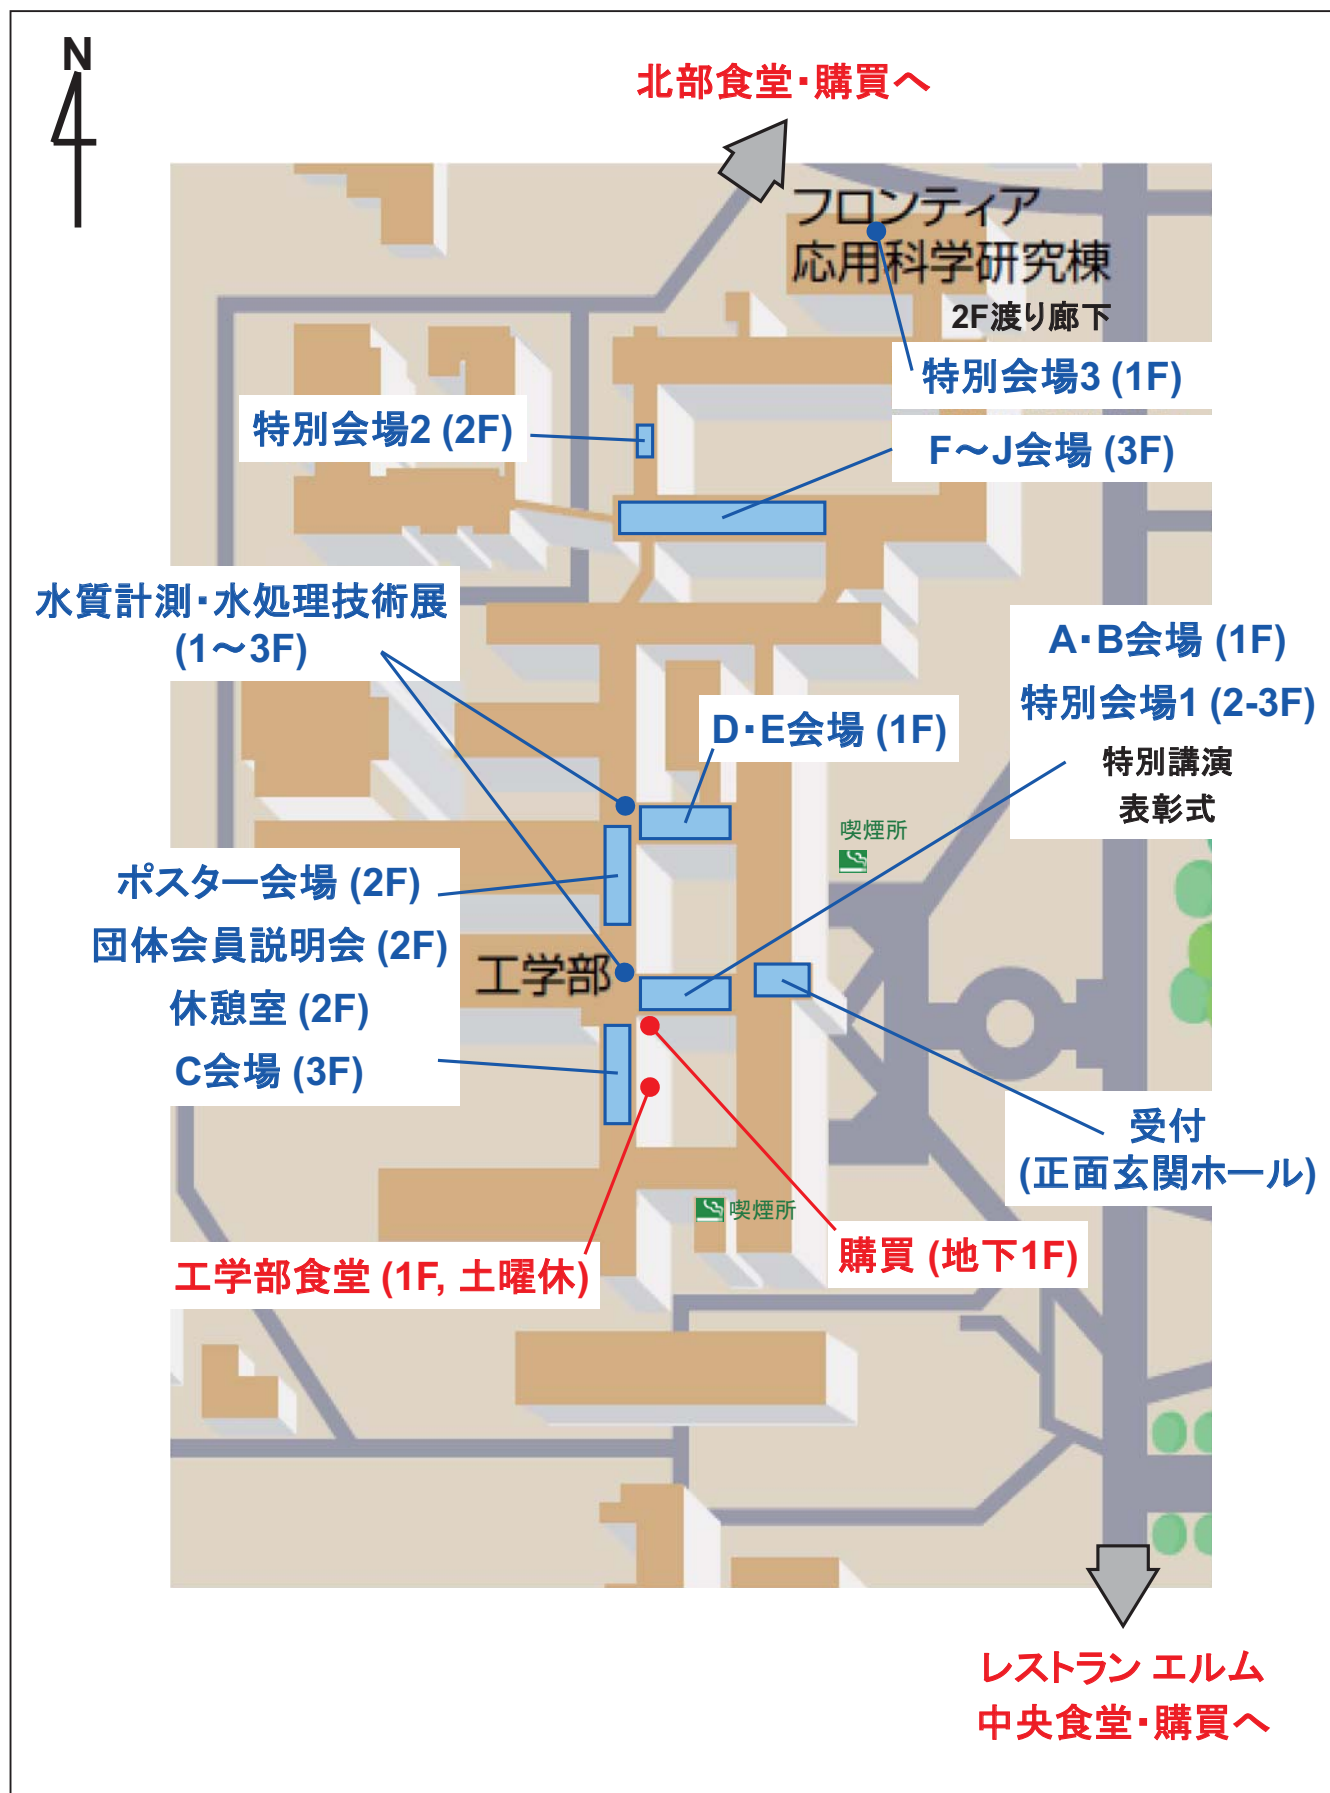 N
北部食堂・購買へ
フロンティア
応用科学研究棟
2F渡り廊下
特別会場3 (1F)
特別会場2 (2F)
F～J会場 (3F)
水質計測・水処理技術展
(1～3F)
A・B会場 (1F)
特別会場1 (2-3F)
特別講演
表彰式
D・E会場 (1F)
喫煙所
ポスター会場 (2F)
団体会員説明会 (2F)
休憩室 (2F)
C会場 (3F)
工学部
受付
(正面玄関ホール)
喫煙所
購買 (地下1F)
工学部食堂 (1F, 土曜休)
レストラン エルム
中央食堂・購買へ